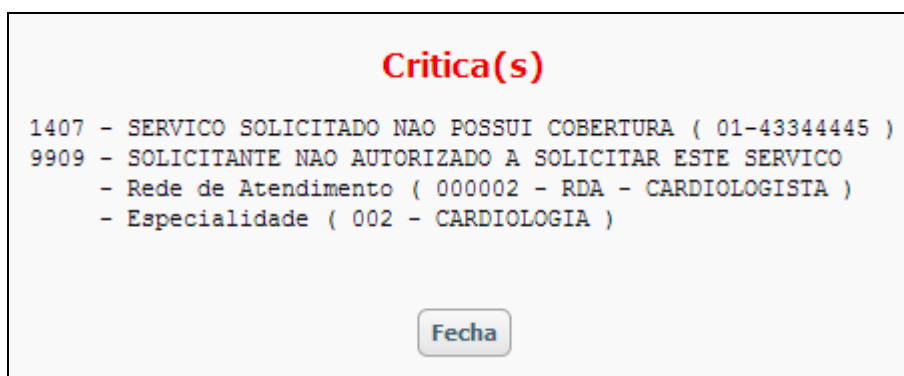 Critica(s)
1407 - SERVICO SOLICITADO NAO POSSUI COBERTURA ( 01-43344445 )
9909 - SOLICITANTE NAO AUTORIZADO A SOLICITAR ESTE SERVICO
- Rede de Atendimento ( 000002 - RDA - CARDIOLOGISTA )
- Especialidade ( 002 - CARDIOLOGIA )
Fecha